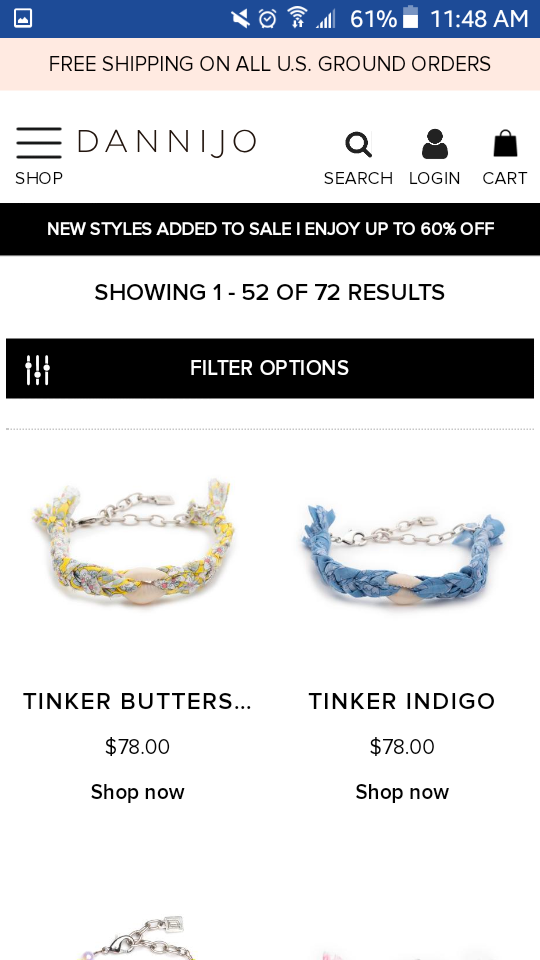 61% 11:48 AM
FREE SHIPPING ON ALL U.S. GROUND ORDERS
DANNIJO
SHOP SEARCH LOGIN CART
NEW STYLES ADDED TO SALE I ENJOY UP TO 60% OFF
SHOWING 1 - 52 OF 72 RESULTS
FILTER OPTIONS
TINKER BUTTERS... TINKER INDIGO
$78.00 $78.00
Shop now Shop now